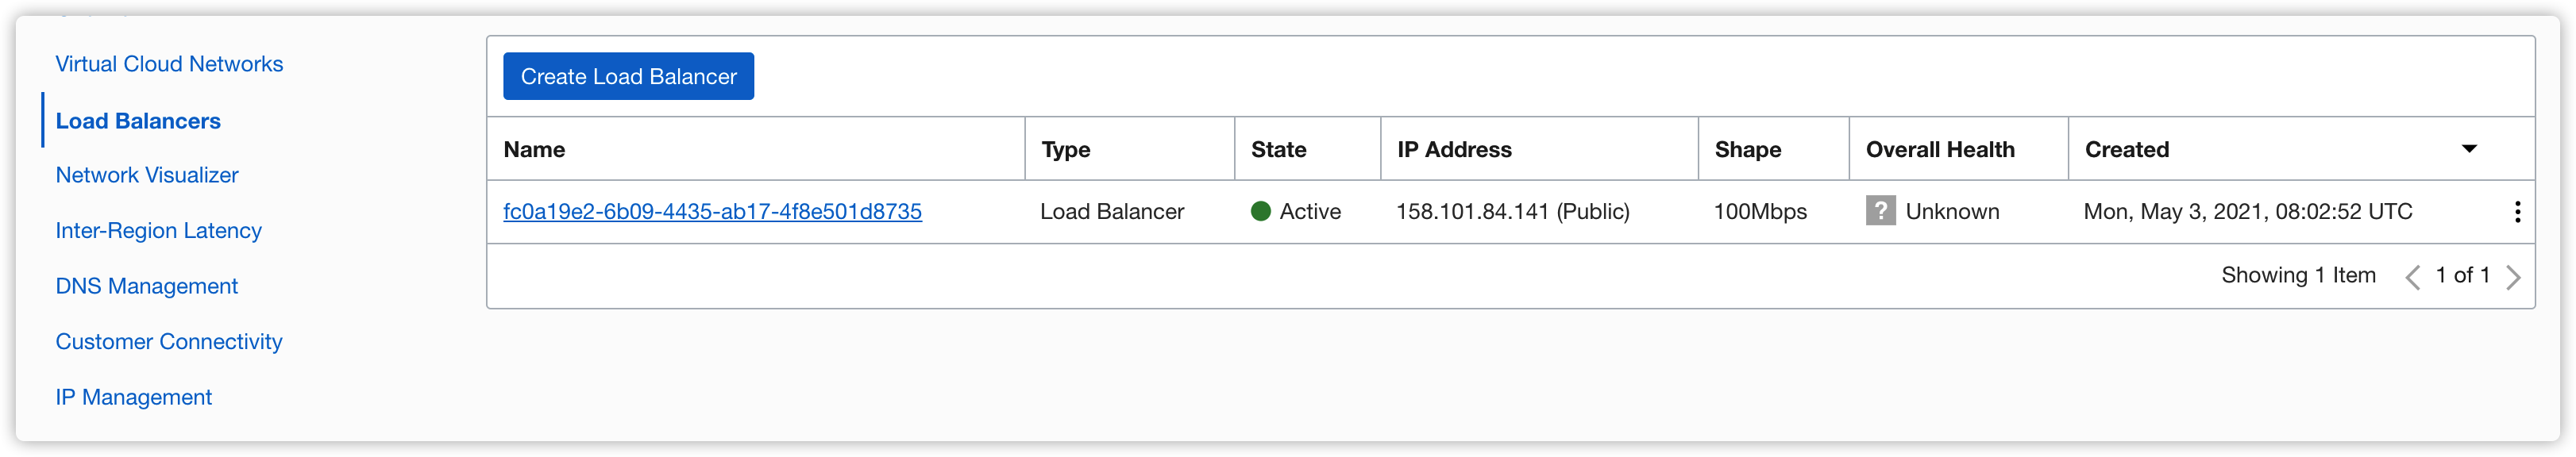 Virtual Cloud Networks
Load Balancers
Network Visualizer
Inter-Region Latency
DNS Management
Customer Connectivity
IP Management
Create Load Balancer
Name Type State IP Address Shape Overall Health Created
fc0a19e2-6b09-4435-ab17-4f8e501d8735 Load Balancer Active 158.101.84.141 (Public) 100Mbps ? Unknown Mon, May 3, 2021, 08:02:52 UTC
Showing 1 Item 1 of 1